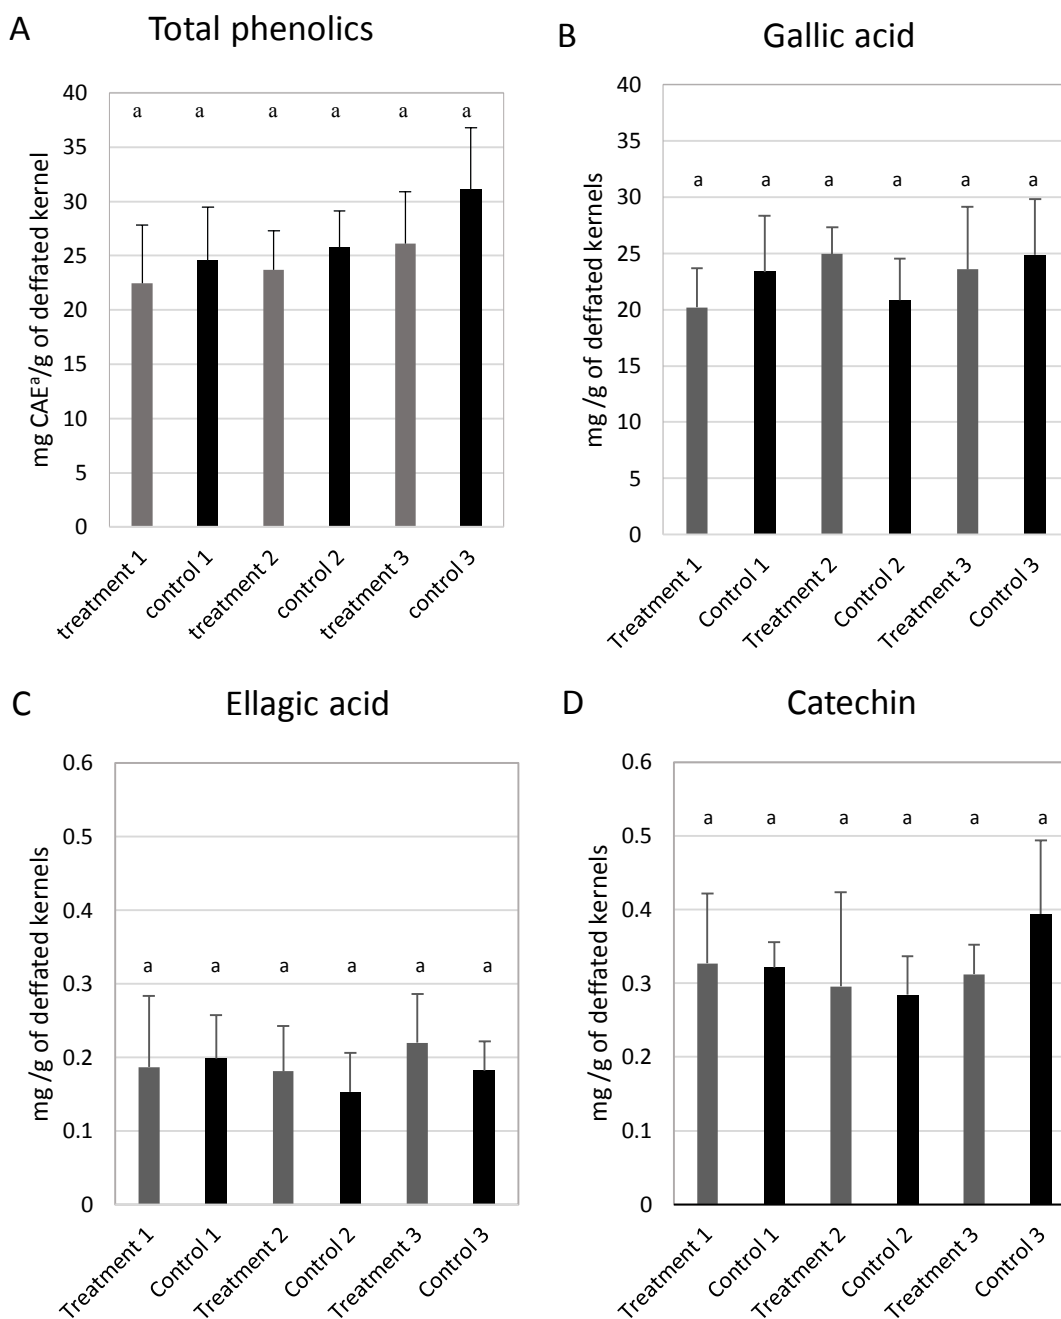 A
Total phenolics
mg CAEª/g of deffated kernel
40
35
30
25
20
15
10
5
0
a a a a a a
treatment 1
control 1
treatment 2
control 2
treatment 3
control 3
B
Gallic acid
mg /g of deffated kernels
40
35
30
25
20
15
10
5
0
a a a a a a
Treatment 1
Control 1
Treatment 2
Control 2
Treatment 3
Control 3
C
Ellagic acid
mg /g of deffated kernels
0.6
0.5
0.4
0.3
0.2
0.1
0
a a a a a a
Treatment 1
Control 1
Treatment 2
Control 2
Treatment 3
Control 3
D
Catechin
mg /g of deffated kernels
0.6
0.5
0.4
0.3
0.2
0.1
0
a a a a a a
Treatment 1
Control 1
Treatment 2
Control 2
Treatment 3
Control 3